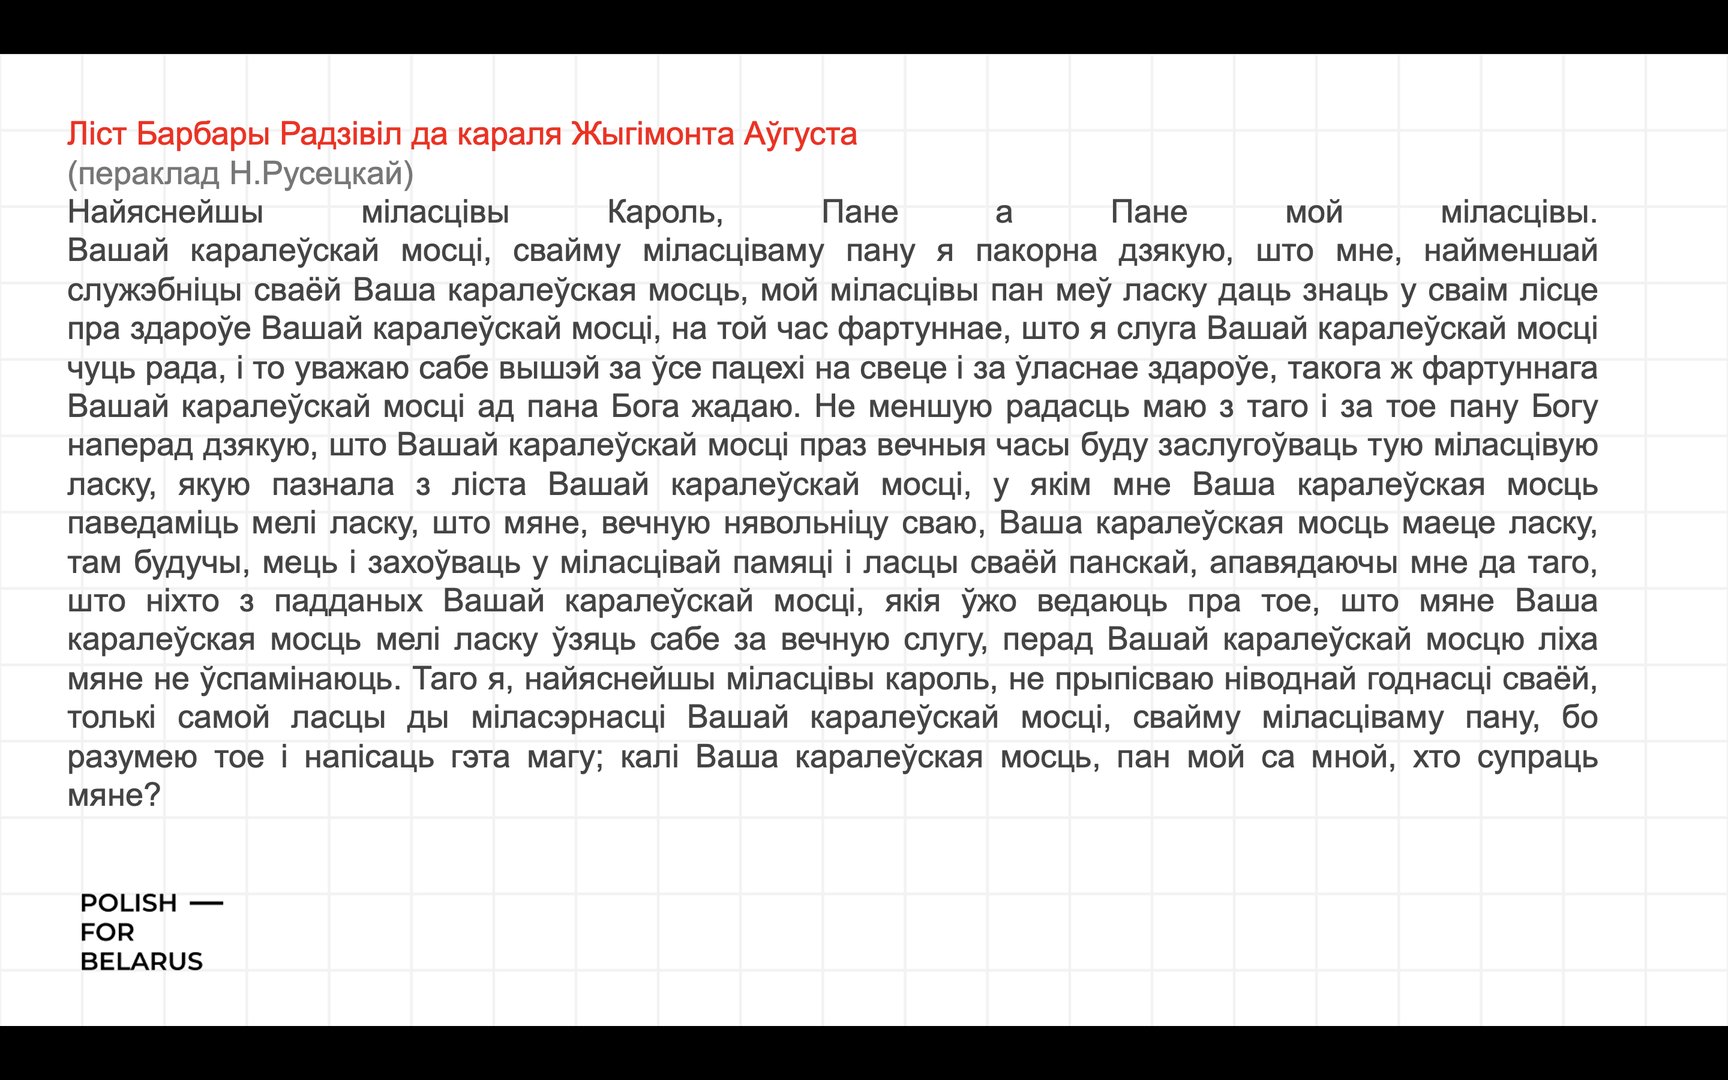 Ліст Барбары Радзівіл да караля Жыгімонта Аўгуста
(пераклад Н.Русецкай)
Найяснейшы міласцівы Кароль, Пане а Пане мой міласцівы.
Вашай каралеўскай мосці, свайму міласціваму пану я пакорна дзякую, што мне, найменшай
служэбніцы сваёй Ваша каралеўская мосць, мой міласцівы пан меў ласку даць знаць у сваім лісце
пра здароўе Вашай каралеўскай мосці, на той час фартуннае, што я слуга Вашай каралеўскай мосці
чуць рада, і то уважаю сабе вышэй за ўсе пацехі на свеце і за ўласнае здароўе, такога ж фартуннага
Вашай каралеўскай мосці ад пана Бога жадаю. Не меншую радасць маю з таго і за тое пану Богу
наперад дзякую, што Вашай каралеўскай мосці праз вечныя часы буду заслугоўваць тую міласцівую
ласку, якую пазнала з ліста Вашай каралеўскай мосці, у якім мне Ваша каралеўская мосць
паведаміць мелі ласку, што мяне, вечную нявольніцу сваю, Ваша каралеўская мосць маеце ласку,
там будучы, мець і захоўваць у міласцівай памяці і ласцы сваёй панскай, апавядаючы мне да таго,
што ніхто з падданых Вашай каралеўскай мосці, якія ўжо ведаюць пра тое, што мяне Ваша
каралеўская мосць мелі ласку ўзяць сабе за вечную слугу, перад Вашай каралеўскай мосцю ліха
мяне не ўспамінаюць. Таго я, найяснейшы міласцівы кароль, не прыпісваю ніводнай годнасці сваёй,
толькі самой ласцы ды міласэрнасці Вашай каралеўскай мосці, свайму міласціваму пану, бо
разумею тое і напісаць гэта магу; калі Ваша каралеўская мосць, пан мой са мной, хто супраць
мяне?
POLISH —
FOR
BELARUS